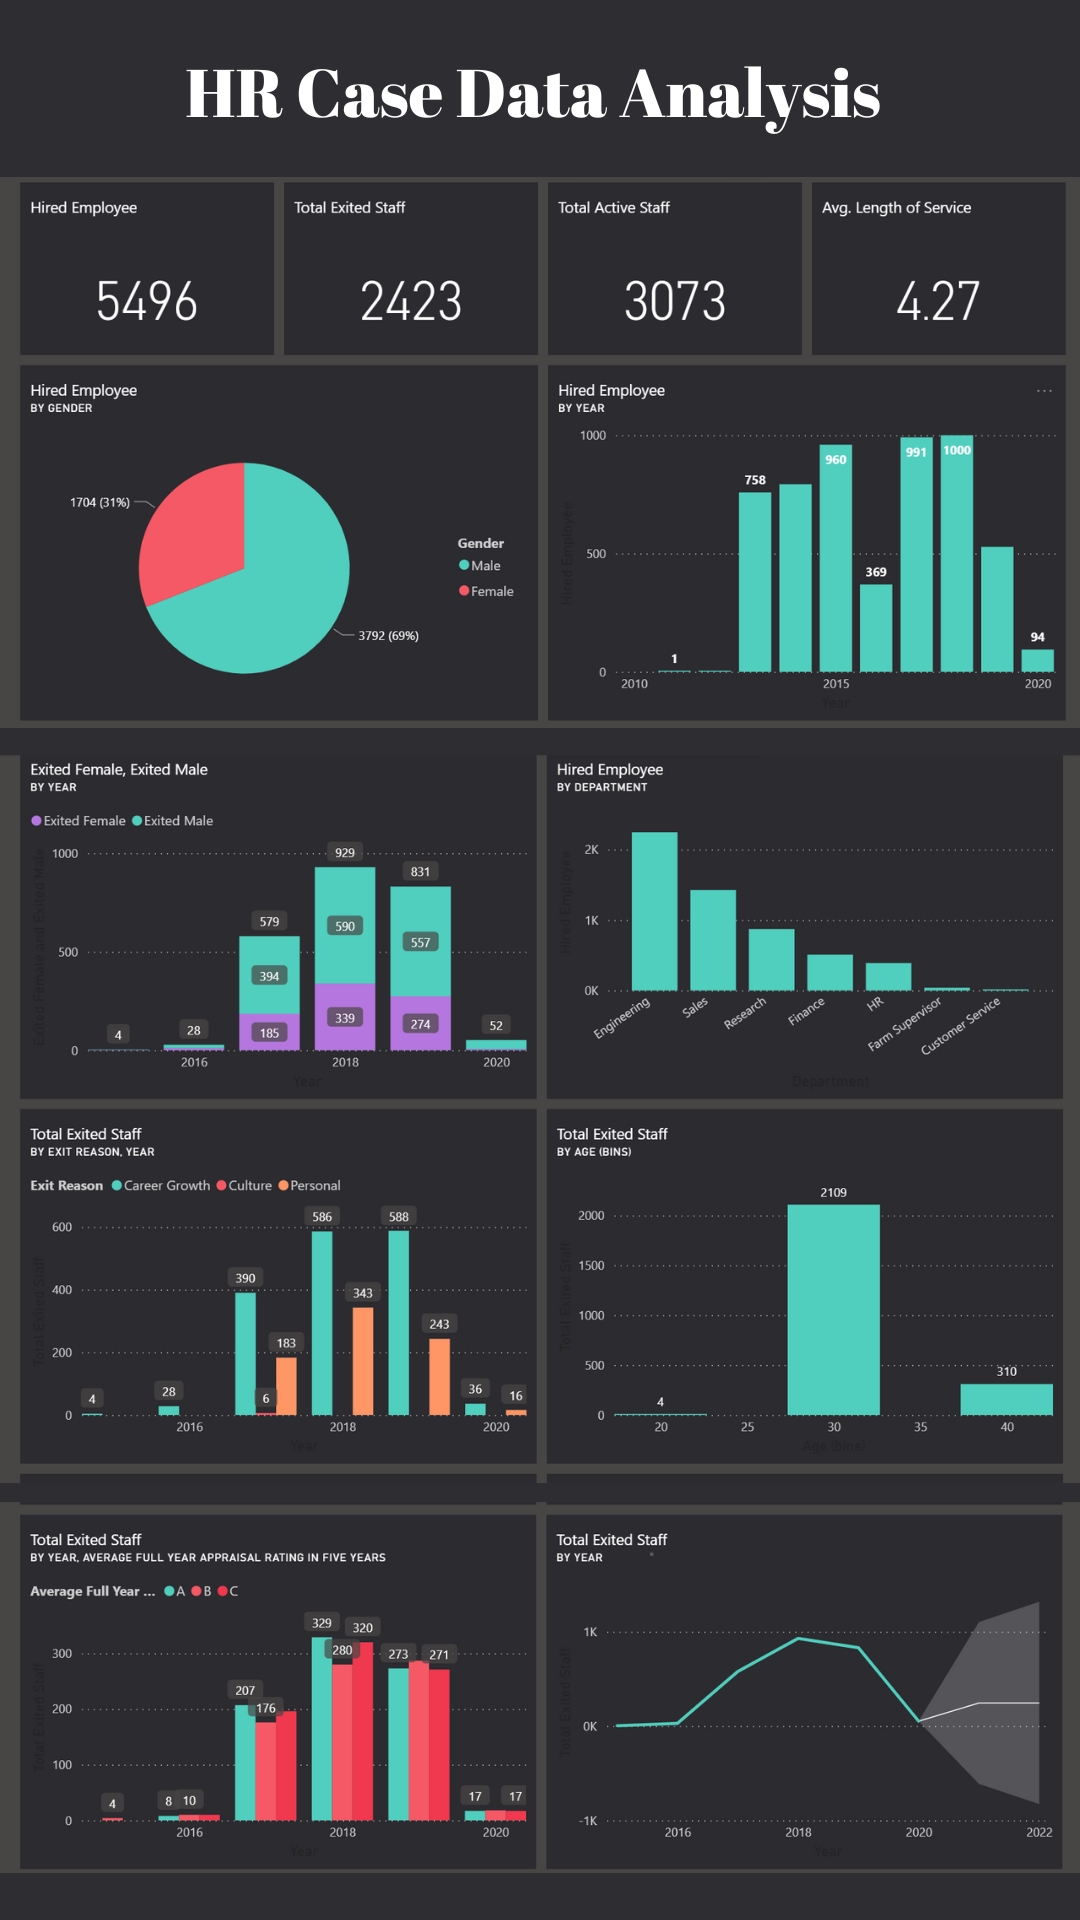 HR Case Data Analysis
Hired Employee
5496
Total Exited Staff
2423
Total Active Staff
3073
Avg. Length of Service
4.27
Hired Employee
BY GENDER
1704 (31%)
3792 (69%)
Gender
Male
Female
Hired Employee
BY YEAR
...
Hired Employee
1000
500
0
1
758
960
369
991
1000
94
2010
2015
2020
Year
Exited Female, Exited Male
BY YEAR
Exited Female
Exited Male
Exited Female and Exited Male
1000
500
0
4
28
579
394
185
929
590
339
831
557
274
52
2016
2018
2020
Year
Hired Employee
BY DEPARTMENT
Hired Employee
2K
1K
0K
Engineering
Sales
Research
Finance
HR
Farm Supervisor
Customer Service
Department
Total Exited Staff
BY EXIT REASON, YEAR
Exit Reason
Career Growth
Culture
Personal
Total Exited Staff
600
400
200
0
4
28
390
6
183
586
343
588
243
36
16
2016
2018
2020
Year
Total Exited Staff
BY AGE (BINS)
Total Exited Staff
2000
1500
1000
500
0
4
2109
310
20
25
30
35
40
Age (bins)
Total Exited Staff
BY YEAR, AVERAGE FULL YEAR APPRAISAL RATING IN FIVE YEARS
Average Full Year ...
A
B
C
Total Exited Staff
300
200
100
0
4
8
10
207
176
329
280
320
273
271
17
17
2016
2018
2020
Year
Total Exited Staff
BY YEAR
Total Exited Staff
1K
0K
-1K
2016
2018
2020
2022
Year